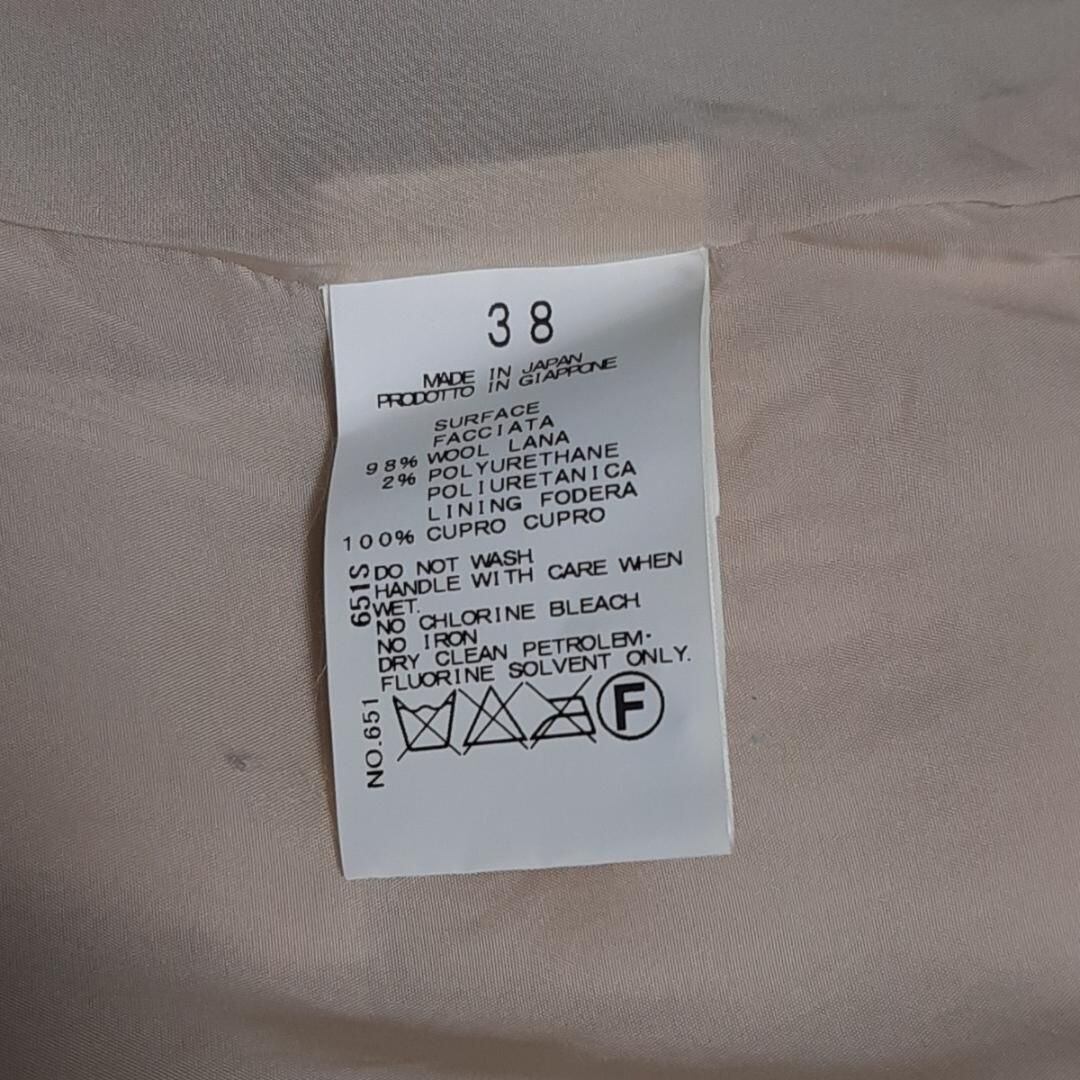 38
MADE IN JAPAN
PRODOTTO IN GIAPPONE
SURFACE
FACCIATA
98% WOOL LANA
2% POLYURETHANE
POLIURETANICA
LINING FODERA
100% CUPRO CUPRO
651S
DO NOT WASH
HANDLE WITH CARE WHEN
WET.
NO CHLORINE BLEACH
NO IRON
DRY CLEAN PETROLEM·
FLUORINE SOLVENT ONLY.
NO.651
F